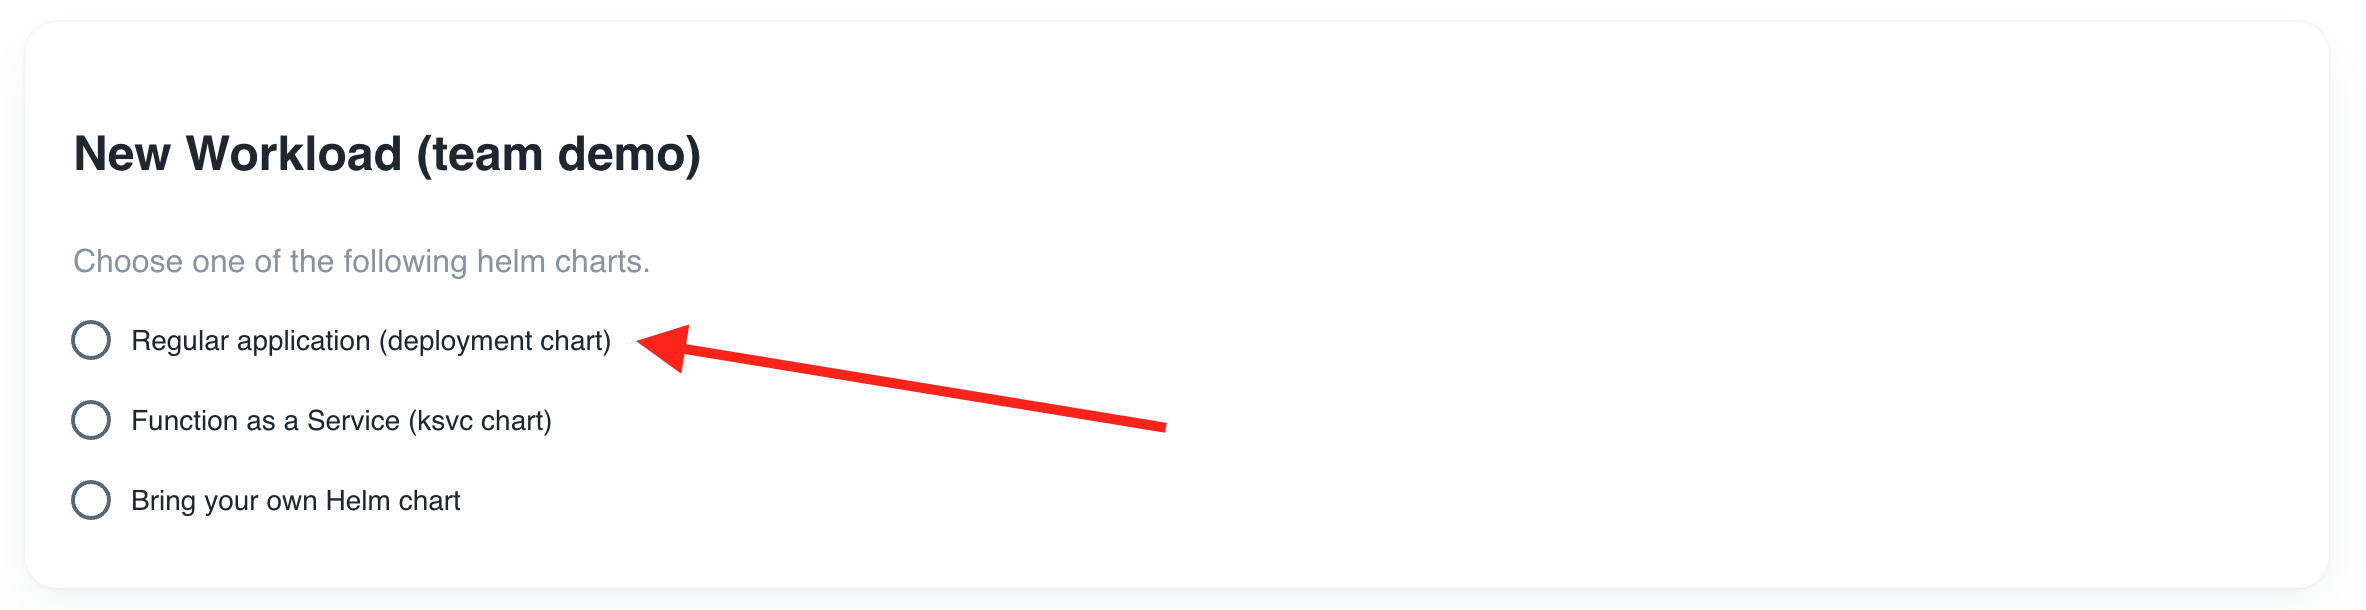 New Workload (team demo)
Choose one of the following helm charts.
Regular application (deployment chart)
Function as a Service (ksvc chart)
Bring your own Helm chart